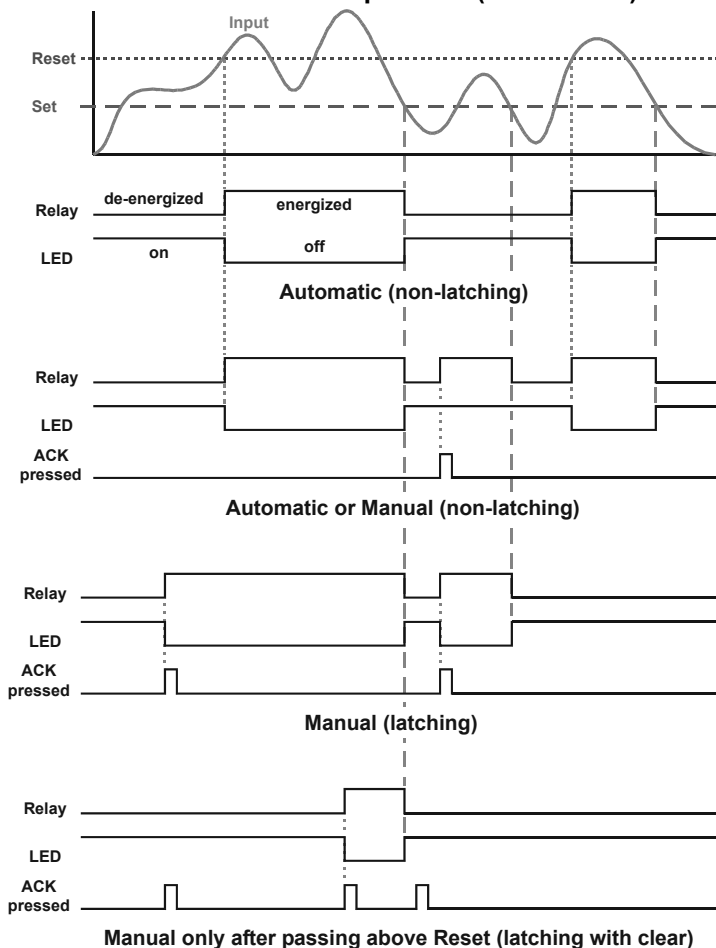 Input
Reset
Set
de-energized
energized
Relay
LED
on
off
Automatic (non-latching)
Relay
LED
ACK
pressed
Automatic or Manual (non-latching)
Relay
LED
ACK
pressed
Manual (latching)
Relay
LED
ACK
pressed
Manual only after passing above Reset (latching with clear)